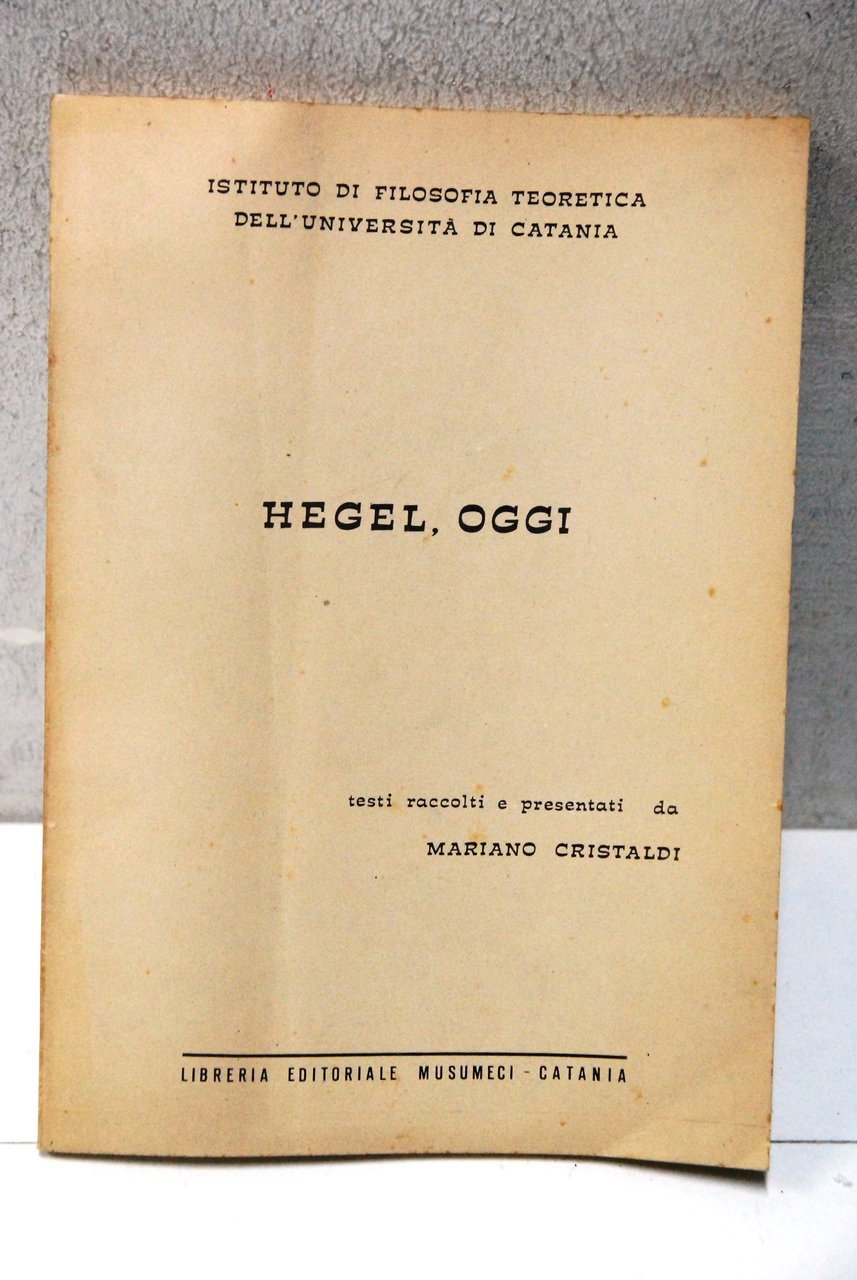 ISTITUTO DI FILOSOFIA TEORETICA
DELL'UNIVERSITÀ DI CATANIA
HEGEL, OGGI
testi raccolti e presentati da
MARIANO CRISTALDI
LIBRERIA EDITORIALE MUSUMECI - CATANIA